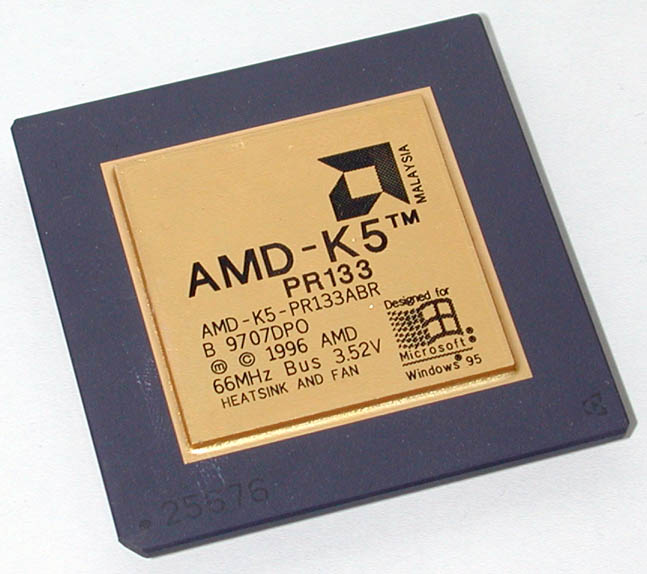 MALAYSIA
AMD-K5™
PR133
AMD-K5-PR133ABR
B 9707DPO
ⓜ © 1996 AMD
66MHz Bus 3.52V
HEATSINK AND FAN
Designed for
Microsoft®
Windows® 95
25676